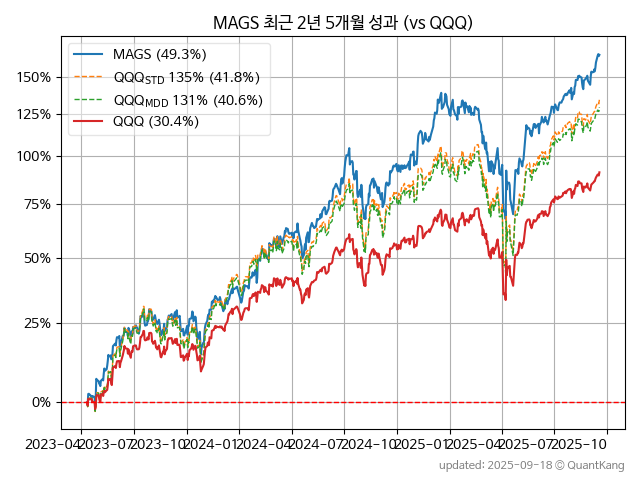 MAGS 최근 2년 5개월 성과 (vs QQQ)
MAGS (49.3%)
QQQSTD 135% (41.8%)
QQQMDD 131% (40.6%)
QQQ (30.4%)
150%
125%
100%
75%
50%
25%
0%
2023-04 2023-07 2023-10 2024-01 2024-04 2024-07 2024-10 2025-01 2025-04 2025-07 2025-10
updated: 2025-09-18 © QuantKang